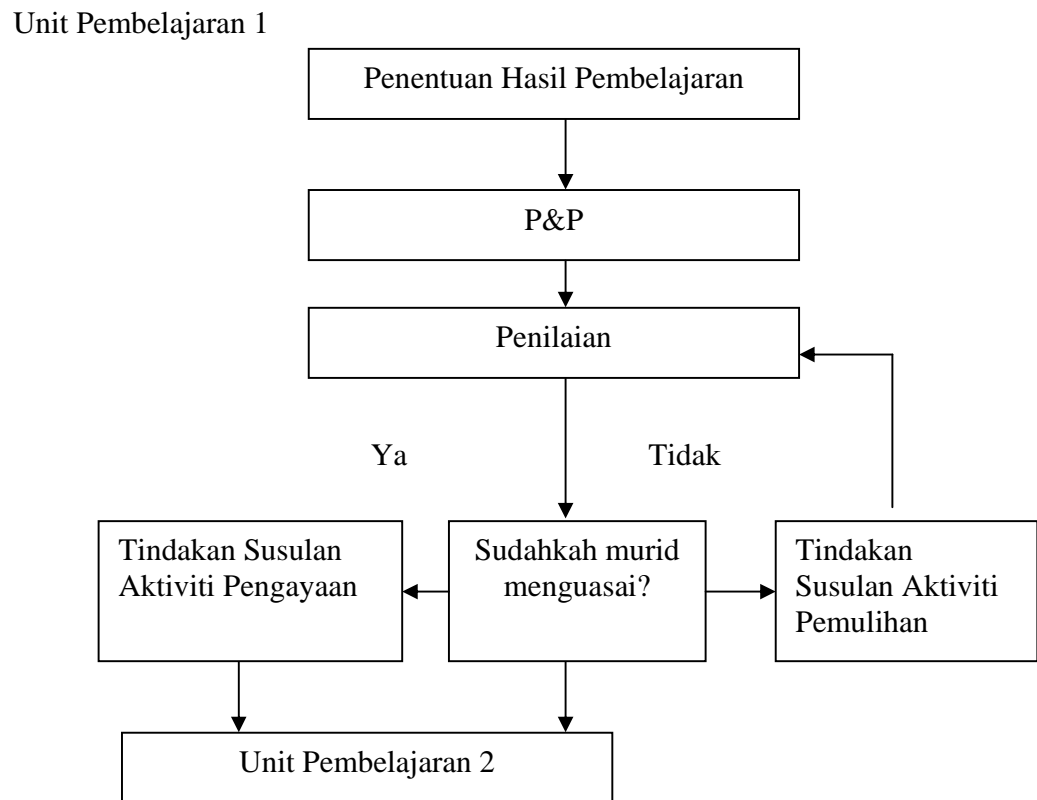 Unit Pembelajaran 1
Penentuan Hasil Pembelajaran
P&P
Penilaian
Ya
Tidak
Tindakan Susulan
Aktiviti Pengayaan
Sudahkah murid
menguasai?
Tindakan
Susulan Aktiviti
Pemulihan
Unit Pembelajaran 2